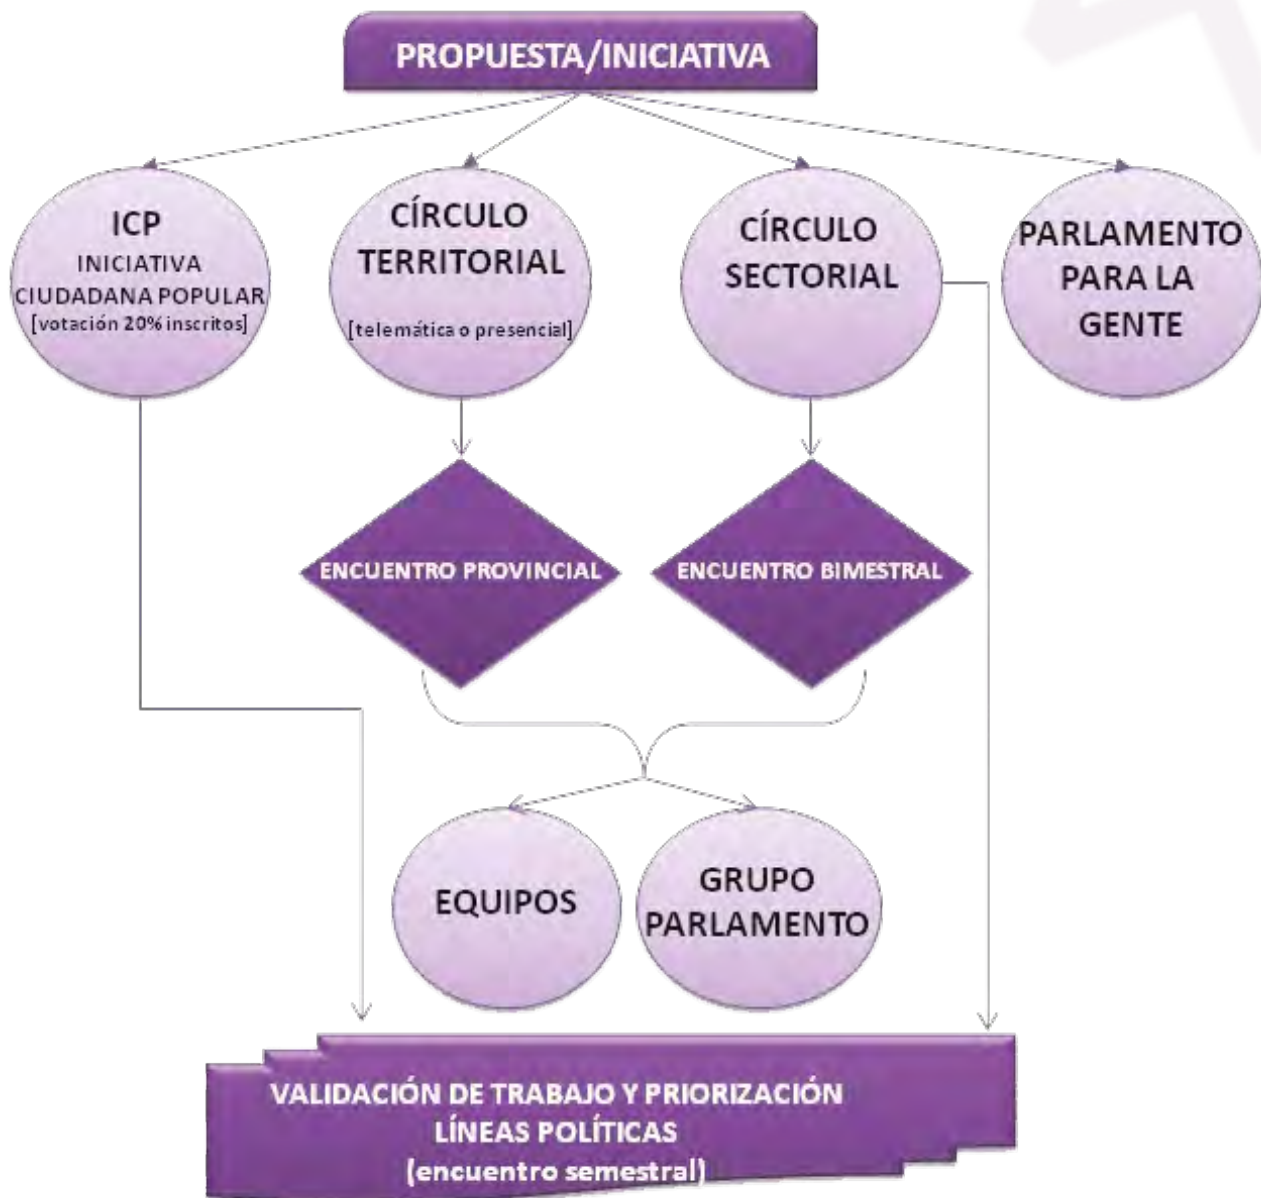 PROPUESTA/INICIATIVA
ICP
INICIATIVA
CIUDADANA POPULAR
[votación 20% inscritos]
CÍRCULO
TERRITORIAL
[telemática o presencial]
CÍRCULO
SECTORIAL
PARLAMENTO
PARA LA
GENTE
ENCUENTRO PROVINCIAL
ENCUENTRO BIMESTRAL
EQUIPOS
GRUPO
PARLAMENTO
VALIDACIÓN DE TRABAJO Y PRIORIZACIÓN
LÍNEAS POLÍTICAS
(encuentro semestral)